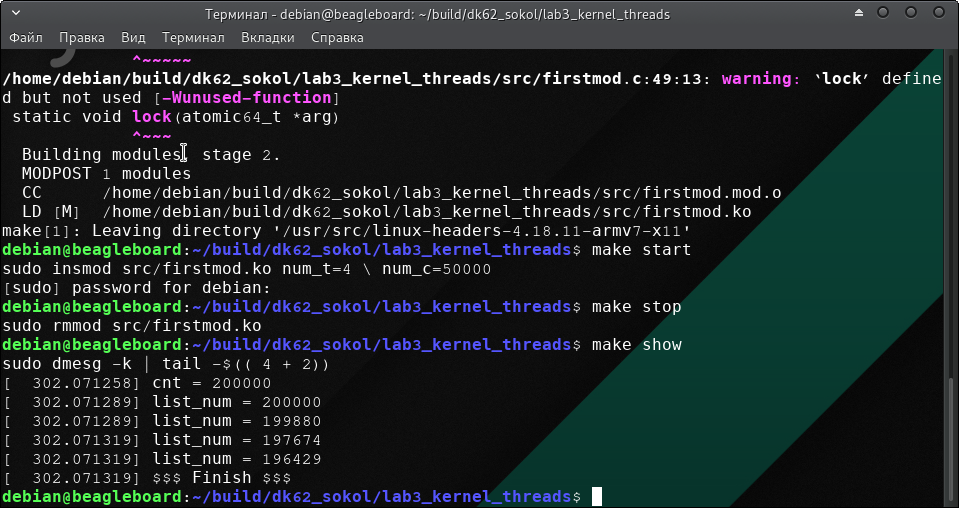 Терминал - debian@beagleboard: ~/build/dk62_sokol/lab3_kernel_threads
Файл Правка Вид Терминал Вкладки Справка
^~~~~~
/home/debian/build/dk62_sokol/lab3_kernel_threads/src/firstmod.c:49:13: warning: ‘lock’ define
d but not used [-Wunused-function]
static void lock(atomic64_t *arg)
^~~~
Building modules, stage 2.
MODPOST 1 modules
CC /home/debian/build/dk62_sokol/lab3_kernel_threads/src/firstmod.mod.o
LD [M] /home/debian/build/dk62_sokol/lab3_kernel_threads/src/firstmod.ko
make[1]: Leaving directory '/usr/src/linux-headers-4.18.11-armv7-x11'
debian@beagleboard:~/build/dk62_sokol/lab3_kernel_threads$ make start
sudo insmod src/firstmod.ko num_t=4 \ num_c=50000
[sudo] password for debian:
debian@beagleboard:~/build/dk62_sokol/lab3_kernel_threads$ make stop
sudo rmmod src/firstmod.ko
debian@beagleboard:~/build/dk62_sokol/lab3_kernel_threads$ make show
sudo dmesg -k | tail -$(( 4 + 2))
[  302.071258] cnt = 200000
[  302.071289] list_num = 200000
[  302.071289] list_num = 199880
[  302.071319] list_num = 197674
[  302.071319] list_num = 196429
[  302.071319] $$$ Finish $$$
debian@beagleboard:~/build/dk62_sokol/lab3_kernel_threads$